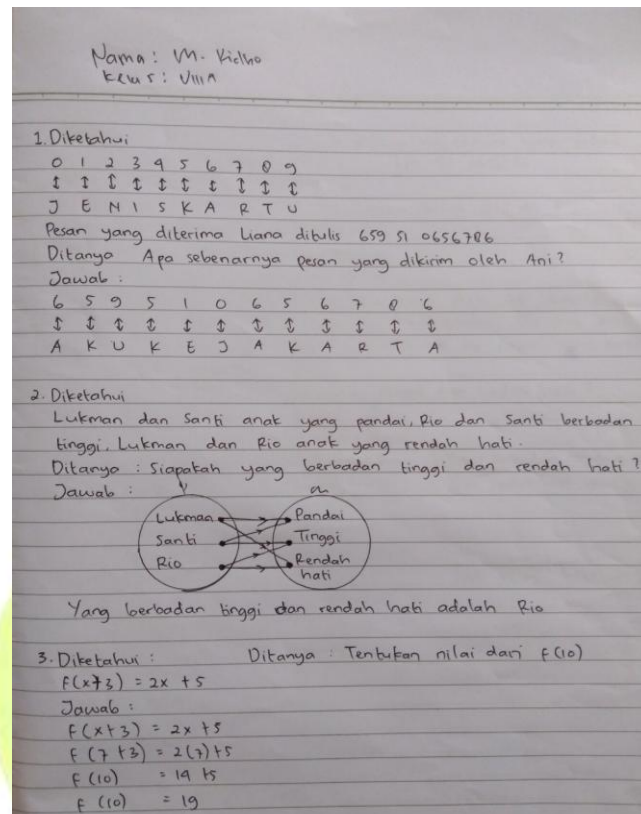 Nama : M. Ridho
Kelas : VIII A
1. Diketahui
0 1 2 3 4 5 6 7 8 9
↕ ↕ ↕ ↕ ↕ ↕ ↕ ↕ ↕ ↕
J E N I S K A R T U
Pesan yang diterima Liana ditulis 659 51 0656786
Ditanya Apa sebenarnya pesan yang dikirim oleh Ani?
Jawab :
6 5 9 5 1 0 6 5 6 7 8 6
↕ ↕ ↕ ↕ ↕ ↕ ↕ ↕ ↕ ↕ ↕ ↕
A K U K E J A K A R T A
2. Diketahui
Lukman dan Santi anak yang pandai, Rio dan Santi berbadan
tinggi, Lukman dan Rio anak yang rendah hati.
Ditanya : Siapakah yang berbadan tinggi dan rendah hati?
Jawab :
Lukman Pandai
Santi Tinggi
Rio Rendah
hati
Yang berbadan tinggi dan rendah hati adalah Rio
3. Diketahui : Ditanya : Tentukan nilai dari f(10)
f(x+3) = 2x + 5
Jawab :
f(x+3) = 2x + 5
f(7+3) = 2(7)+5
f(10) = 14 + 5
f(10) = 19